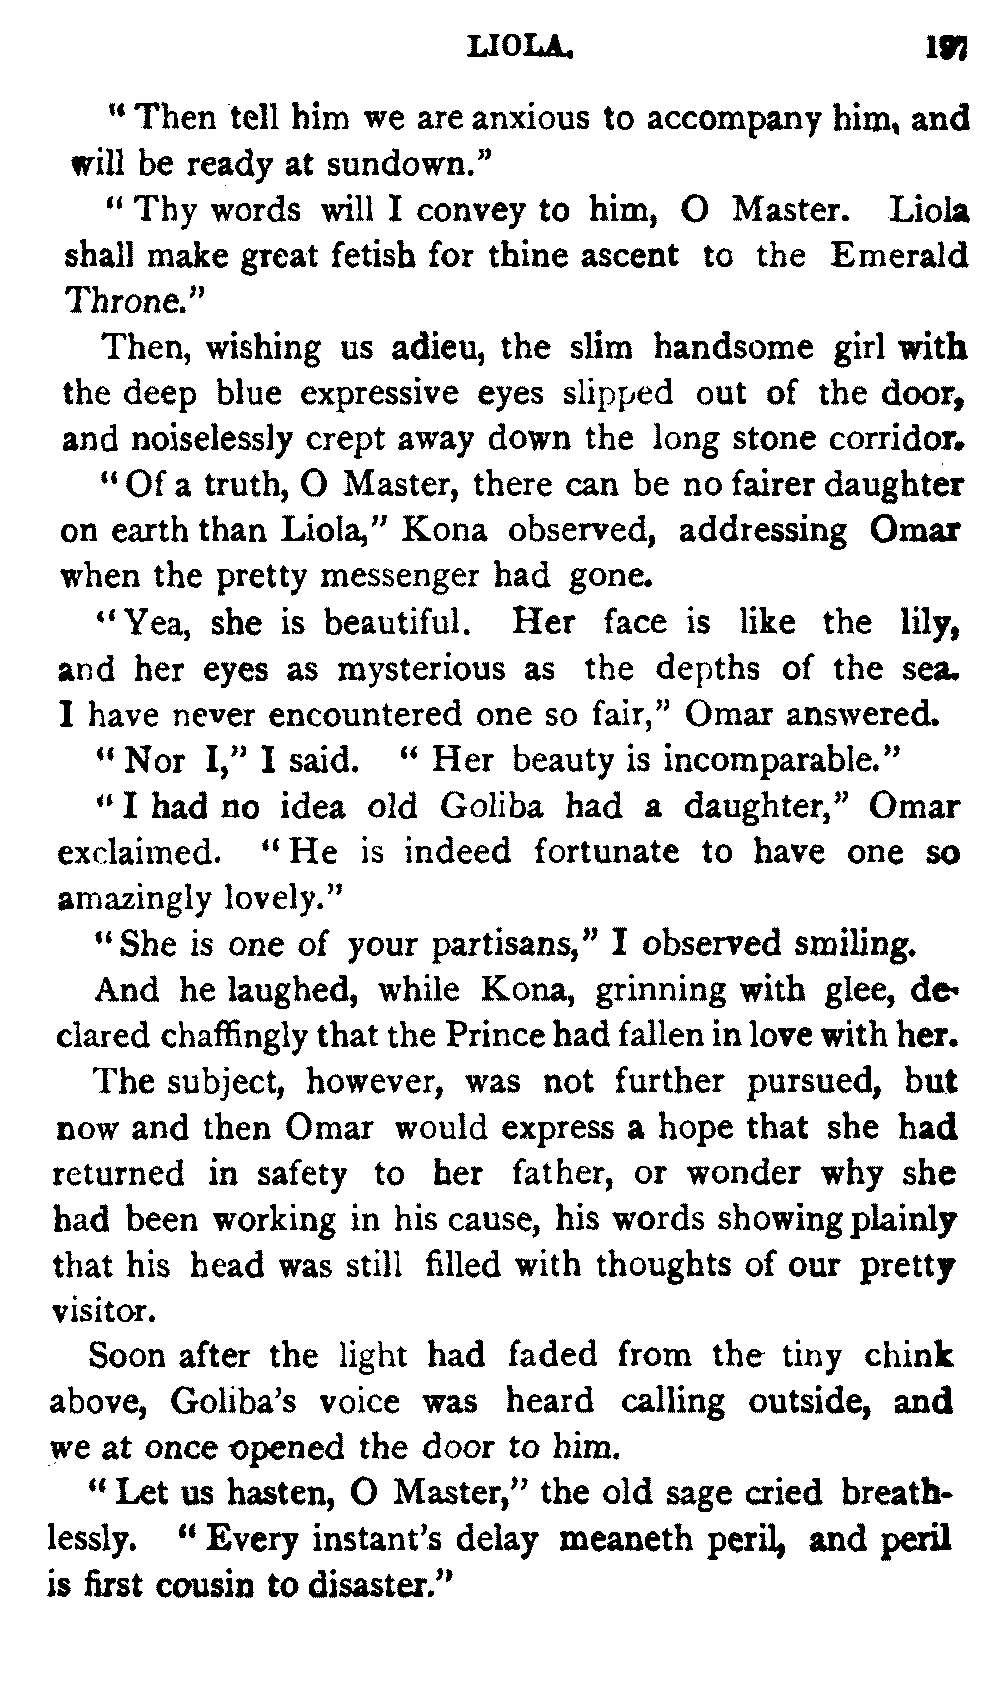 LIOLA. 197
"Then tell him we are anxious to accompany him, and
will be ready at sundown."
"Thy words will I convey to him, O Master. Liola
shall make great fetish for thine ascent to the Emerald
Throne."
Then, wishing us adieu, the slim handsome girl with
the deep blue expressive eyes slipped out of the door,
and noiselessly crept away down the long stone corridor.
"Of a truth, O Master, there can be no fairer daughter
on earth than Liola," Kona observed, addressing Omar
when the pretty messenger had gone.
"Yea, she is beautiful. Her face is like the lily,
and her eyes as mysterious as the depths of the sea.
I have never encountered one so fair," Omar answered.
"Nor I," I said. "Her beauty is incomparable."
"I had no idea old Goliba had a daughter," Omar
exclaimed. "He is indeed fortunate to have one so
amazingly lovely."
"She is one of your partisans," I observed smiling.
And he laughed, while Kona, grinning with glee, de-
clared chaffingly that the Prince had fallen in love with her.
The subject, however, was not further pursued, but
now and then Omar would express a hope that she had
returned in safety to her father, or wonder why she
had been working in his cause, his words showing plainly
that his head was still filled with thoughts of our pretty
visitor.
Soon after the light had faded from the tiny chink
above, Goliba's voice was heard calling outside, and
we at once opened the door to him.
"Let us hasten, O Master," the old sage cried breath-
lessly. "Every instant's delay meaneth peril, and peril
is first cousin to disaster."